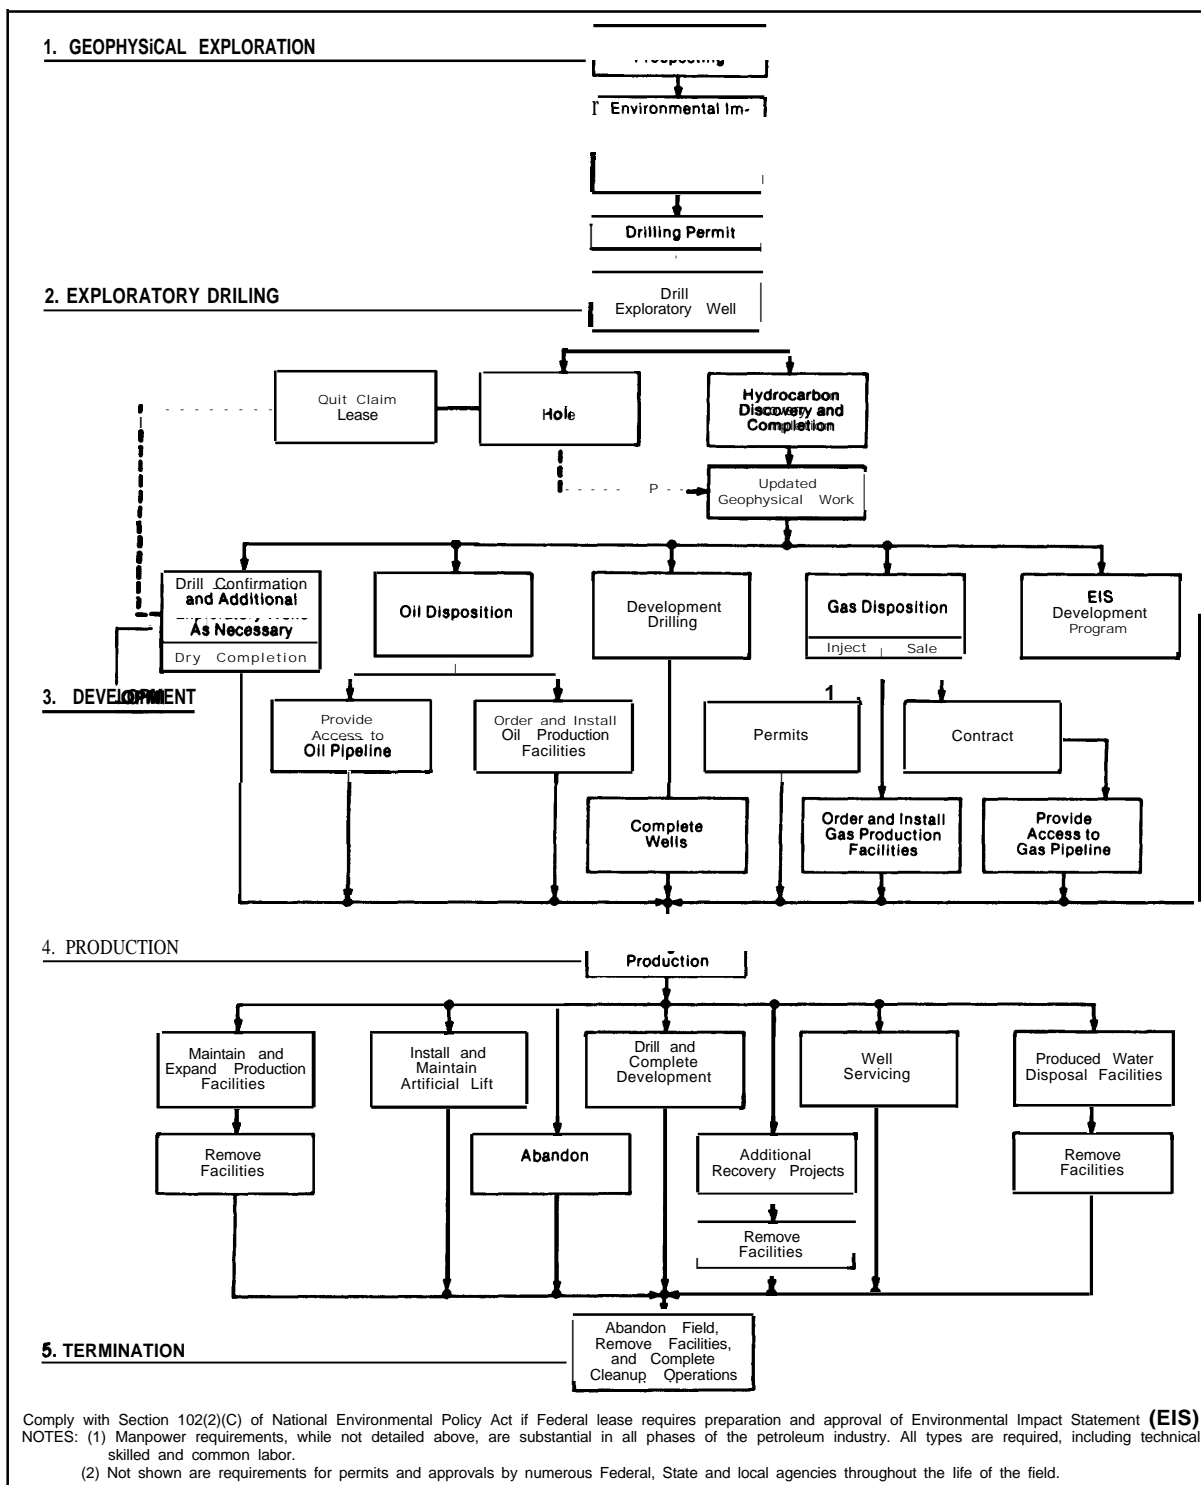 1. GEOPHYSiCAL EXPLORATION
Environmental Im-
Drilling Permit
2. EXPLORATORY DRILING
Drill
Exploratory Well
Quit Claim
Lease
Hole
Hydrocarbon
Discovery and
Completion
P
Updated
Geophysical Work
Drill Confirmation
and Additional
As Necessary
Dry Completion
Oil Disposition
Development
Drilling
Gas Disposition
Inject Sale
EIS
Development
Program
3. DEVELOPMENT
Provide
Access to
Oil Pipeline
Order and Install
Oil Production
Facilities
1
Permits
Contract
Complete
Wells
Order and Install
Gas Production
Facilities
Provide
Access to
Gas Pipeline
4. PRODUCTION
Production
Maintain and
Expand Production
Facilities
Install and
Maintain
Artificial Lift
Drill and
Complete
Development
Well
Servicing
Produced Water
Disposal Facilities
Remove
Facilities
Abandon
Additional
Recovery Projects
Remove
Facilities
Remove
Facilities
5. TERMINATION
Abandon Field,
Remove Facilities,
and Complete
Cleanup Operations
Comply with Section 102(2)(C) of National Environmental Policy Act if Federal lease requires preparation and approval of Environmental Impact Statement (EIS)
NOTES: (1) Manpower requirements, while not detailed above, are substantial in all phases of the petroleum industry. All types are required, including technical
skilled and common labor.
(2) Not shown are requirements for permits and approvals by numerous Federal, State and local agencies throughout the life of the field.